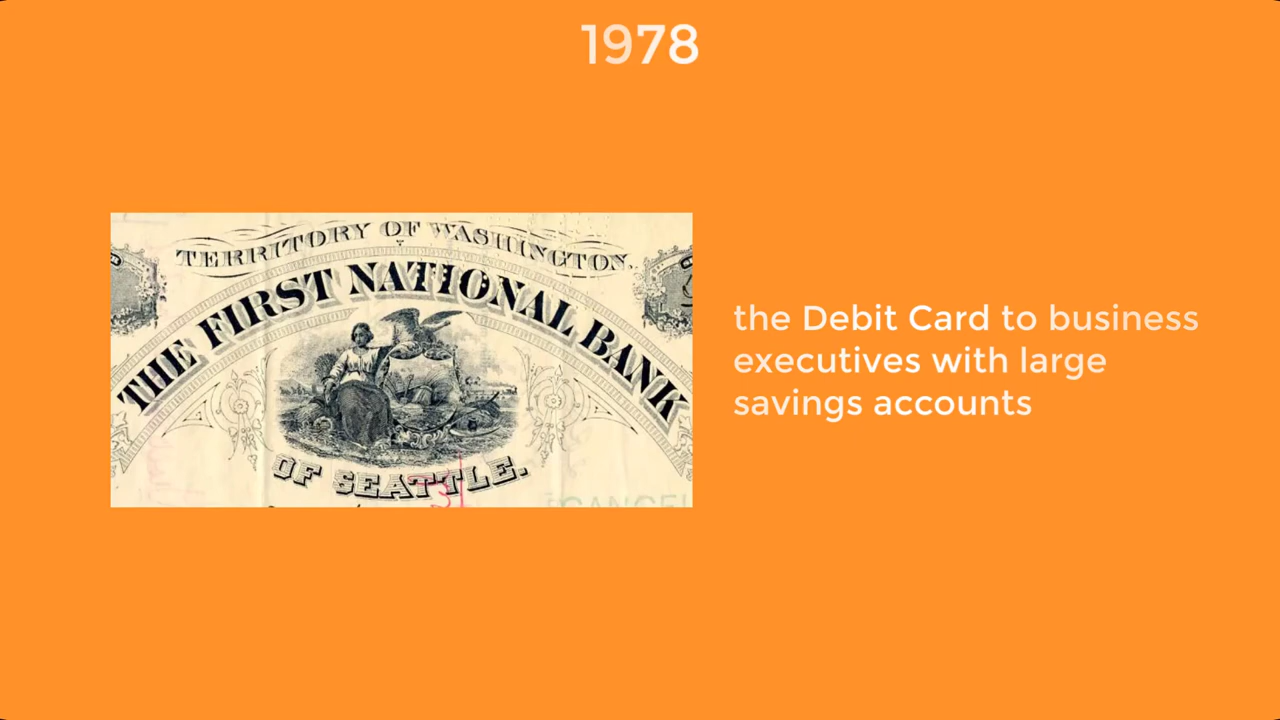 1978
TERRITORY OF WASHINGTON.
THE FIRST NATIONAL BANK
OF SEATTLE.
the Debit Card to business
executives with large
savings accounts